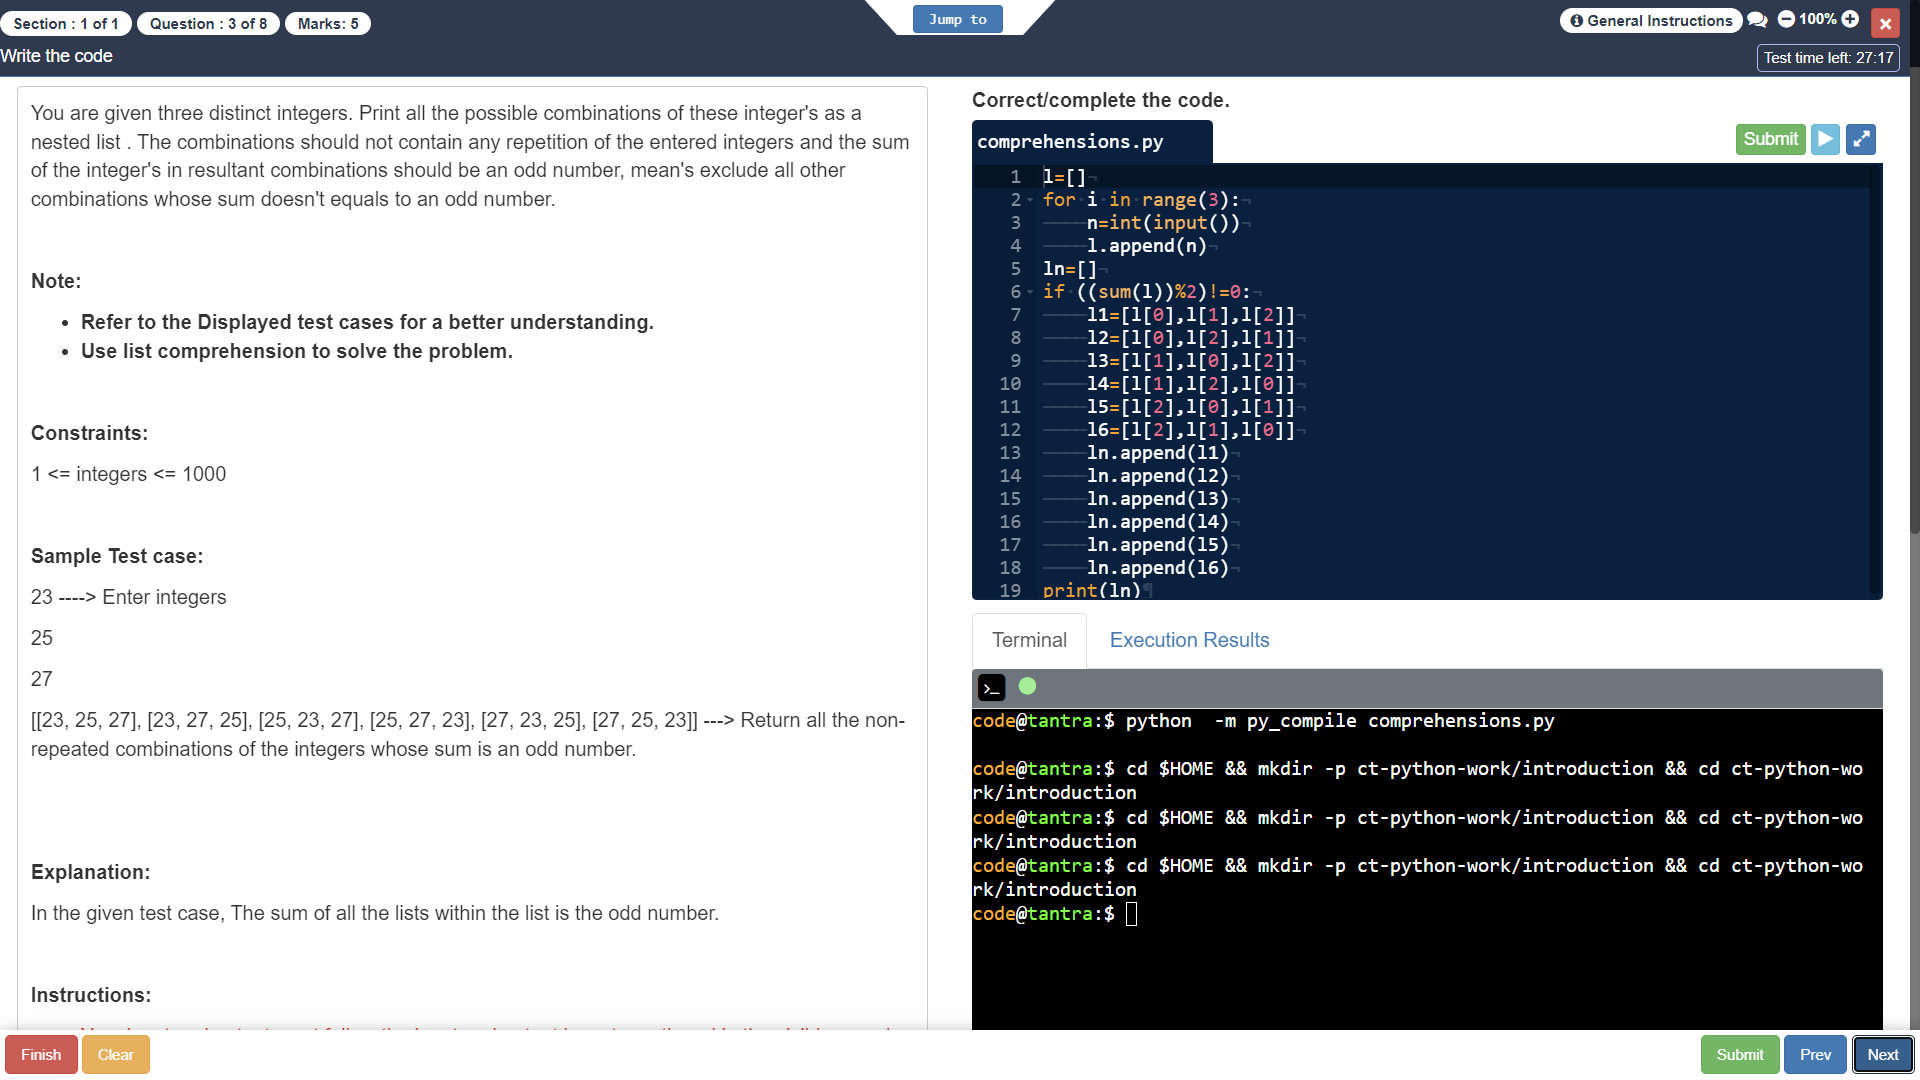 Section : 1 of 1
Question : 3 of 8
Marks: 5
Jump to
General Instructions
100%
Write the code
Test time left: 27:17
You are given three distinct integers. Print all the possible combinations of these integer's as a
nested list . The combinations should not contain any repetition of the entered integers and the sum
of the integer's in resultant combinations should be an odd number, mean's exclude all other
combinations whose sum doesn't equals to an odd number.
Note:
• Refer to the Displayed test cases for a better understanding.
• Use list comprehension to solve the problem.
Constraints:
1 <= integers <= 1000
Sample Test case:
23 ----> Enter integers
25
27
[[23, 25, 27], [23, 27, 25], [25, 23, 27], [25, 27, 23], [27, 23, 25], [27, 25, 23]] ---> Return all the non-
repeated combinations of the integers whose sum is an odd number.
Explanation:
In the given test case, The sum of all the lists within the list is the odd number.
Instructions:
Correct/complete the code.
comprehensions.py
Submit
1 l=[]
2 for i in range(3):
3     n=int(input())
4     l.append(n)
5 ln=[]
6 if ((sum(l))%2)!=0:
7     l1=[l[0],l[1],l[2]]
8     l2=[l[0],l[2],l[1]]
9     l3=[l[1],l[0],l[2]]
10     l4=[l[1],l[2],l[0]]
11     l5=[l[2],l[0],l[1]]
12     l6=[l[2],l[1],l[0]]
13     ln.append(l1)
14     ln.append(l2)
15     ln.append(l3)
16     ln.append(l4)
17     ln.append(l5)
18     ln.append(l6)
19 print(ln)
Terminal
Execution Results
code@tantra:$ python  -m py_compile comprehensions.py
code@tantra:$ cd $HOME && mkdir -p ct-python-work/introduction && cd ct-python-wo
rk/introduction
code@tantra:$ cd $HOME && mkdir -p ct-python-work/introduction && cd ct-python-wo
rk/introduction
code@tantra:$ cd $HOME && mkdir -p ct-python-work/introduction && cd ct-python-wo
rk/introduction
code@tantra:$
Finish
Clear
Submit
Prev
Next